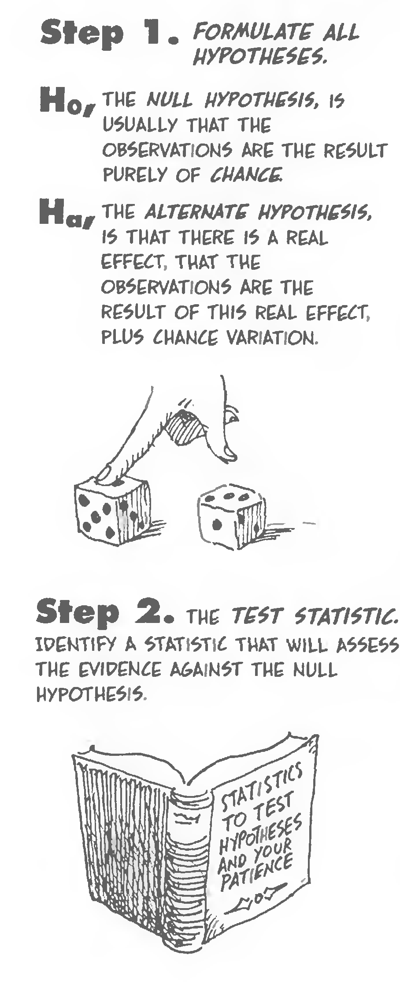 Step 1. FORMULATE ALL
HYPOTHESES.
Ho, THE NULL HYPOTHESIS, IS
USUALLY THAT THE
OBSERVATIONS ARE THE RESULT
PURELY OF CHANCE.
Ha, THE ALTERNATE HYPOTHESIS,
IS THAT THERE IS A REAL
EFFECT, THAT THE
OBSERVATIONS ARE THE
RESULT OF THIS REAL EFFECT,
PLUS CHANCE VARIATION.
Step 2. THE TEST STATISTIC.
IDENTIFY A STATISTIC THAT WILL ASSESS
THE EVIDENCE AGAINST THE NULL
HYPOTHESIS.
STATISTICS
TO TEST
HYPOTHESES
AND YOUR
PATIENCE